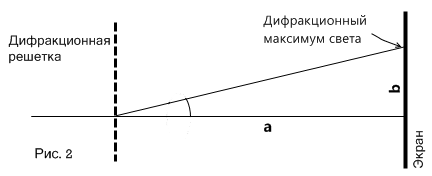 Дифракционный
максимум света
Дифракционная
решетка
b
a
Рис. 2
Экран